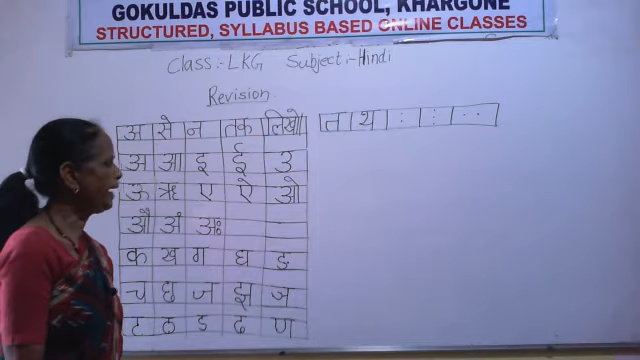 GOKULDAS PUBLIC SCHOOL, KHARGONE
STRUCTURED, SYLLABUS BASED ONLINE CLASSES
Class:- LKG Subject:- Hindi
Revision
अ से न तक लिखो
त थ : : ..
अ आ इ ई उ
ऊ ऋ ए ऐ ओ
औ अं अः
क ख ग घ ङ
च छ ज झ ज
ट ठ ड ढ ण